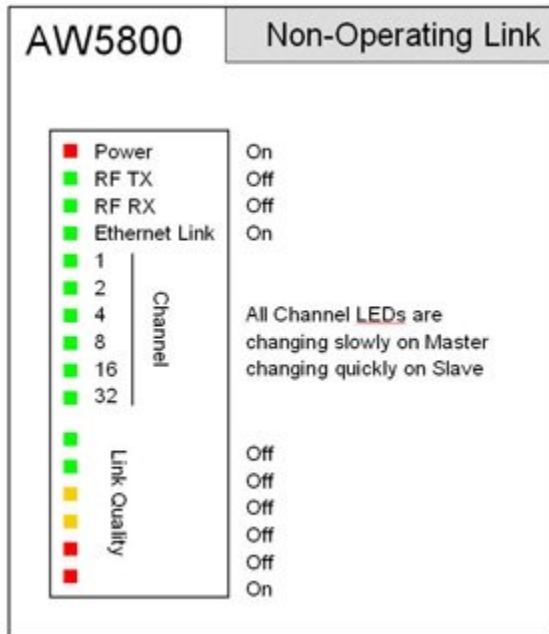 AW5800
Non-Operating Link
Power On
RF TX Off
RF RX Off
Ethernet Link On
1
2
4
8
16
32
Channel
All Channel LEDs are
changing slowly on Master
changing quickly on Slave
Link Quality
Off
Off
Off
Off
Off
On